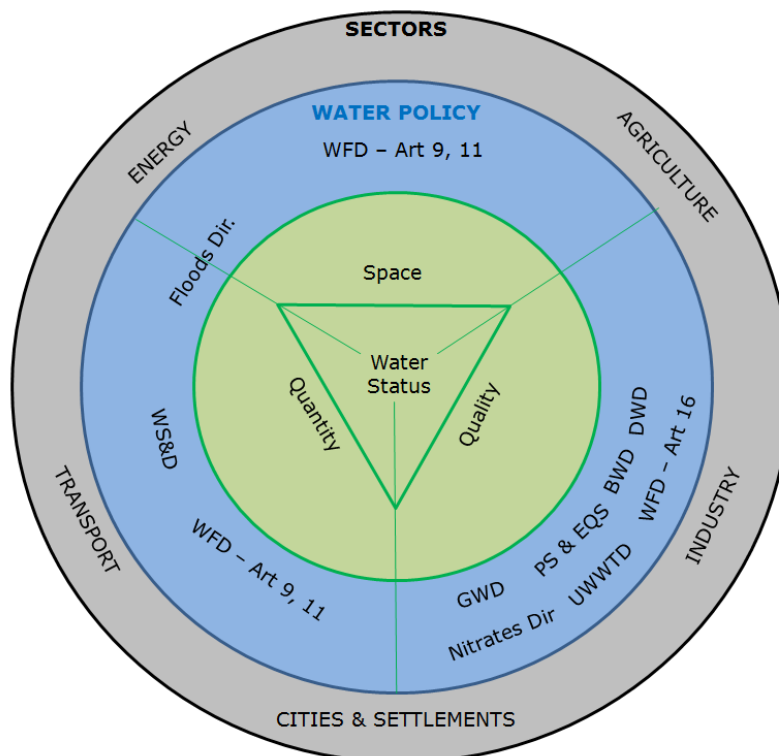 SECTORS
WATER POLICY
WFD – Art 9, 11
ENERGY
AGRICULTURE
Floods Dir.
Space
Water
Status
Quantity
Quality
WS&D
DWD
BWD
WFD – Art 16
PS & EQS
UWWTD
GWD
Nitrates Dir
WFD – Art 9, 11
TRANSPORT
INDUSTRY
CITIES & SETTLEMENTS